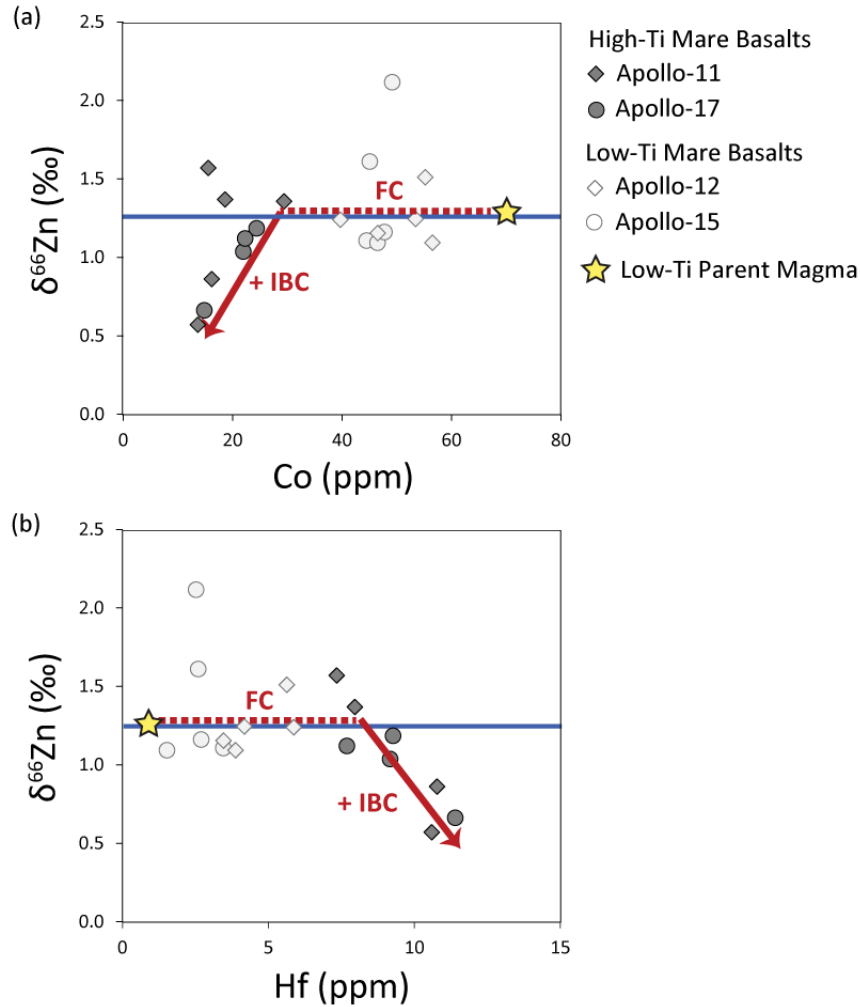 (a)
2.5
2.0
1.5
1.0
0.5
0.0
δ⁶⁶Zn (‰)
FC
+ IBC
0
20
40
60
80
Co (ppm)
High-Ti Mare Basalts
Apollo-11
Apollo-17
Low-Ti Mare Basalts
Apollo-12
Apollo-15
Low-Ti Parent Magma
(b)
2.5
2.0
1.5
1.0
0.5
0.0
δ⁶⁶Zn (‰)
FC
+ IBC
0
5
10
15
Hf (ppm)